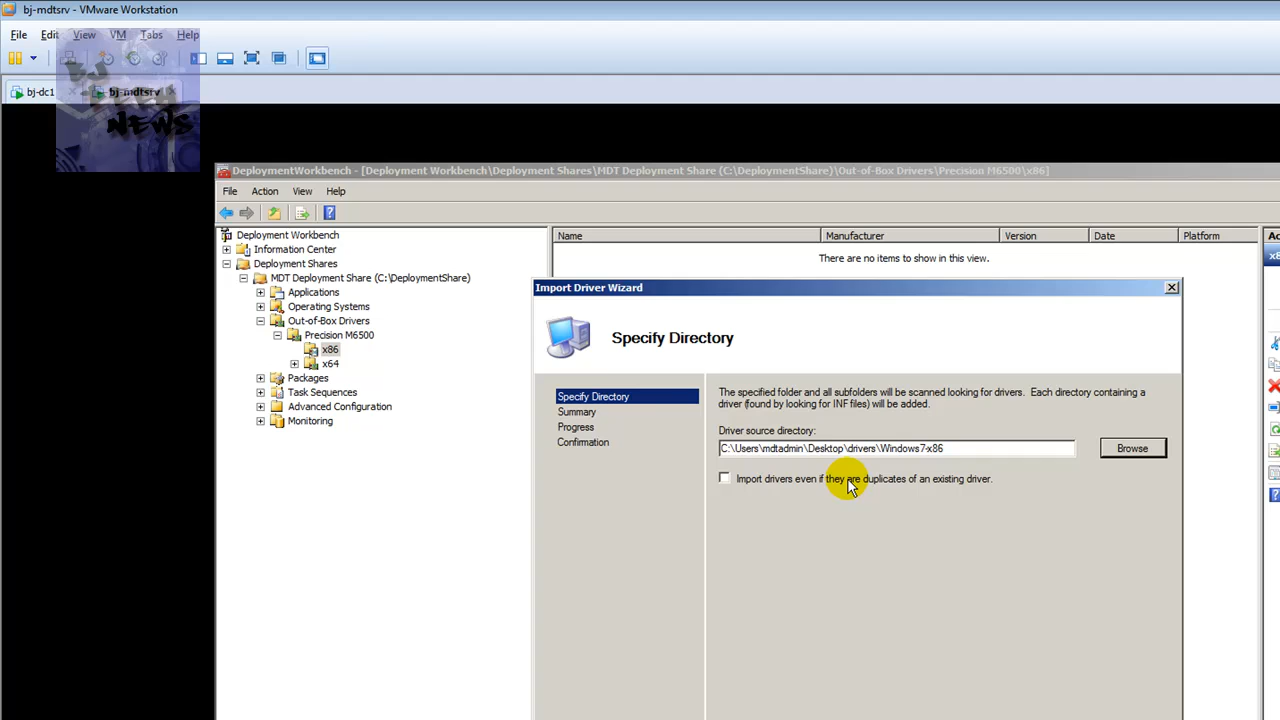 bj-mdtsrv - VMware Workstation
File Edit View VM Tabs Help
bj-dc1 bj-mdtsrv
BJ
NEWS
DeploymentWorkbench - [Deployment Workbench\Deployment Shares\MDT Deployment Share (C:\DeploymentShare)\Out-of-Box Drivers\Precision M6500\x86]
File Action View Help
Deployment Workbench
Information Center
Deployment Shares
MDT Deployment Share (C:\DeploymentShare)
Applications
Operating Systems
Out-of-Box Drivers
Precision M6500
x86
x64
Packages
Task Sequences
Advanced Configuration
Monitoring
Name Manufacturer Version Date Platform
There are no items to show in this view.
Ac
x8
Import Driver Wizard
Specify Directory
Specify Directory
Summary
Progress
Confirmation
The specified folder and all subfolders will be scanned looking for drivers. Each directory containing a
driver (found by looking for INF files) will be added.
Driver source directory:
C:\Users\mdtadmin\Desktop\drivers\Windows7-x86
Browse
Import drivers even if they are duplicates of an existing driver.